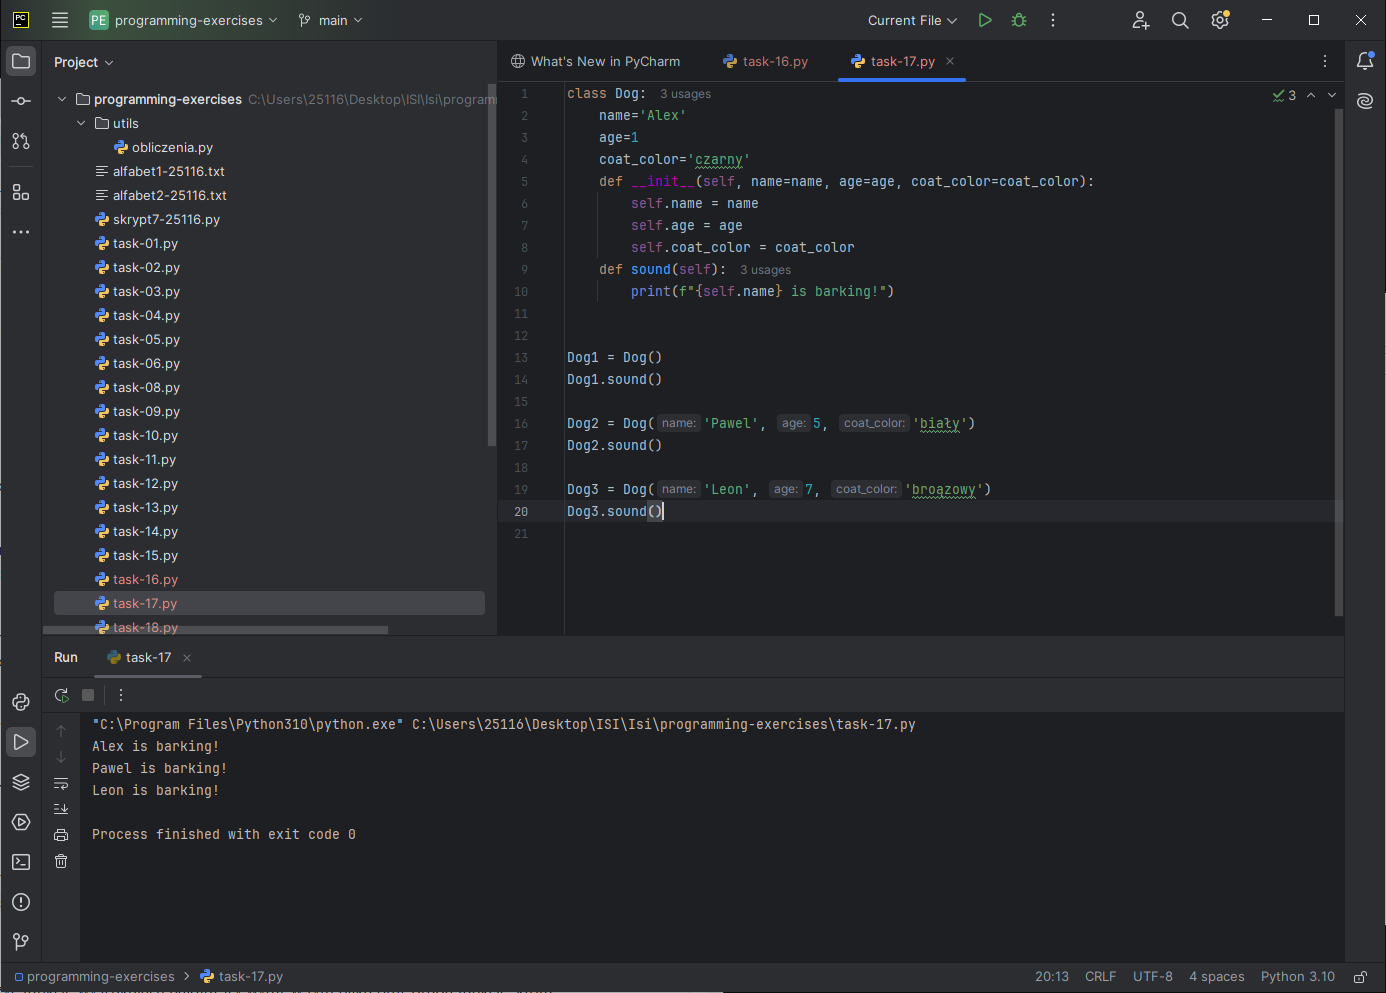 PC
PE programming-exercises main Current File
Project
What's New in PyCharm task-16.py task-17.py
programming-exercises C:\Users\25116\Desktop\ISI\Isi\programm
utils
obliczenia.py
alfabet1-25116.txt
alfabet2-25116.txt
skrypt7-25116.py
task-01.py
task-02.py
task-03.py
task-04.py
task-05.py
task-06.py
task-08.py
task-09.py
task-10.py
task-11.py
task-12.py
task-13.py
task-14.py
task-15.py
task-16.py
task-17.py
task-18.py
3
1 class Dog: 3 usages
2 name='Alex'
3 age=1
4 coat_color='czarny'
5 def __init__(self, name=name, age=age, coat_color=coat_color):
6 self.name = name
7 self.age = age
8 self.coat_color = coat_color
9 def sound(self): 3 usages
10 print(f"{self.name} is barking!")
11
12
13 Dog1 = Dog()
14 Dog1.sound()
15
16 Dog2 = Dog( name: 'Pawel', age: 5, coat_color: 'biały')
17 Dog2.sound()
18
19 Dog3 = Dog( name: 'Leon', age: 7, coat_color: 'broązowy')
20 Dog3.sound()
21
Run task-17
"C:\Program Files\Python310\python.exe" C:\Users\25116\Desktop\ISI\Isi\programming-exercises\task-17.py
Alex is barking!
Pawel is barking!
Leon is barking!
Process finished with exit code 0
programming-exercises > task-17.py 20:13 CRLF UTF-8 4 spaces Python 3.10